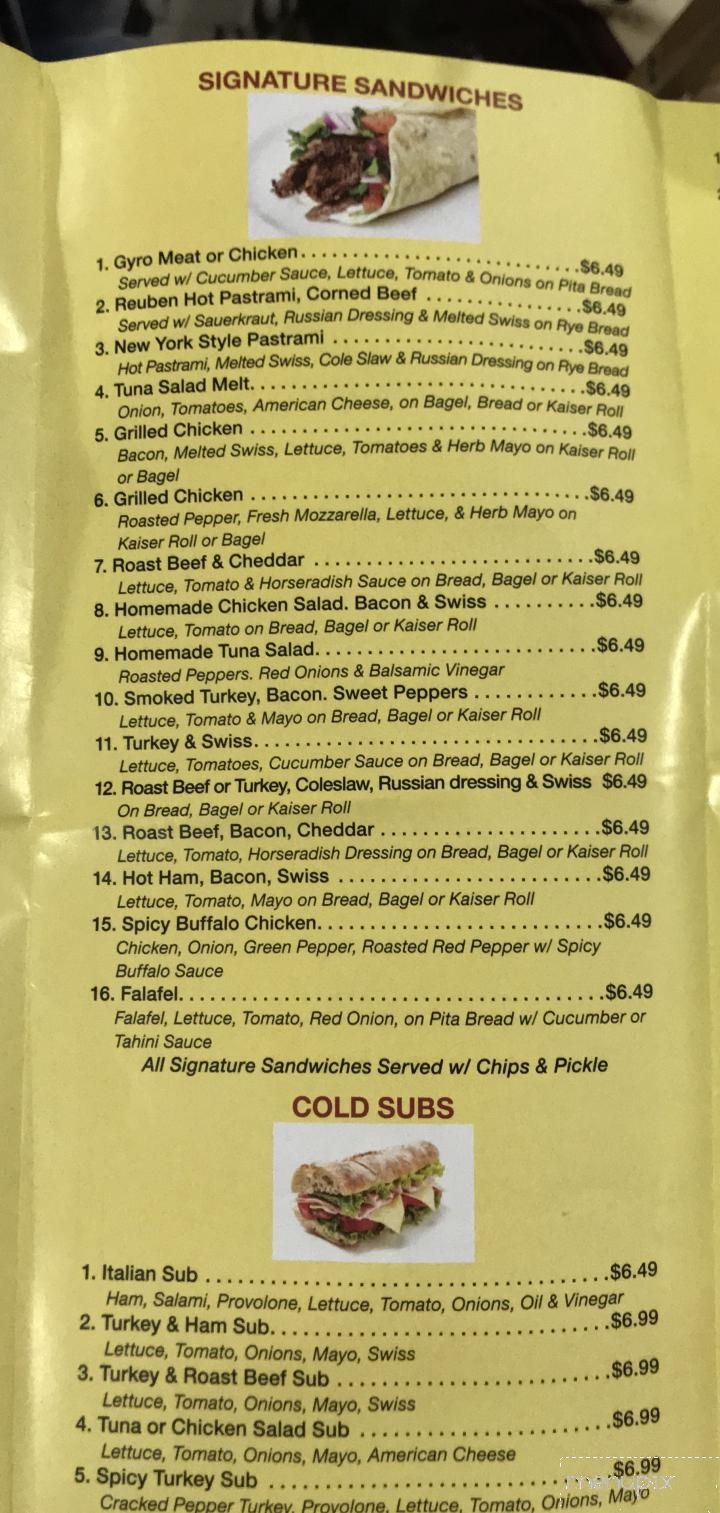 SIGNATURE SANDWICHES
1. Gyro Meat or Chicken..............................$6.49
Served w/ Cucumber Sauce, Lettuce, Tomato & Onions on Pita Bread
2. Reuben Hot Pastrami, Corned Beef ................$6.49
Served w/ Sauerkraut, Russian Dressing & Melted Swiss on Rye Bread
3. New York Style Pastrami ..........................$6.49
Hot Pastrami, Melted Swiss, Cole Slaw & Russian Dressing on Rye Bread
4. Tuna Salad Melt.................................$6.49
Onion, Tomatoes, American Cheese, on Bagel, Bread or Kaiser Roll
5. Grilled Chicken .................................$6.49
Bacon, Melted Swiss, Lettuce, Tomatoes & Herb Mayo on Kaiser Roll
or Bagel
6. Grilled Chicken .................................$6.49
Roasted Pepper, Fresh Mozzarella, Lettuce, & Herb Mayo on
Kaiser Roll or Bagel
7. Roast Beef & Cheddar ...........................$6.49
Lettuce, Tomato & Horseradish Sauce on Bread, Bagel or Kaiser Roll
8. Homemade Chicken Salad. Bacon & Swiss ..........$6.49
Lettuce, Tomato on Bread, Bagel or Kaiser Roll
9. Homemade Tuna Salad...........................$6.49
Roasted Peppers. Red Onions & Balsamic Vinegar
10. Smoked Turkey, Bacon. Sweet Peppers ............$6.49
Lettuce, Tomato & Mayo on Bread, Bagel or Kaiser Roll
11. Turkey & Swiss.................................$6.49
Lettuce, Tomatoes, Cucumber Sauce on Bread, Bagel or Kaiser Roll
12. Roast Beef or Turkey, Coleslaw, Russian dressing & Swiss $6.49
On Bread, Bagel or Kaiser Roll
13. Roast Beef, Bacon, Cheddar .....................$6.49
Lettuce, Tomato, Horseradish Dressing on Bread, Bagel or Kaiser Roll
14. Hot Ham, Bacon, Swiss .........................$6.49
Lettuce, Tomato, Mayo on Bread, Bagel or Kaiser Roll
15. Spicy Buffalo Chicken............................$6.49
Chicken, Onion, Green Pepper, Roasted Red Pepper w/ Spicy
Buffalo Sauce
16. Falafel.........................................$6.49
Falafel, Lettuce, Tomato, Red Onion, on Pita Bread w/ Cucumber or
Tahini Sauce
All Signature Sandwiches Served w/ Chips & Pickle
COLD SUBS
1. Italian Sub .......................................$6.49
Ham, Salami, Provolone, Lettuce, Tomato, Onions, Oil & Vinegar
2. Turkey & Ham Sub................................$6.99
Lettuce, Tomato, Onions, Mayo, Swiss
3. Turkey & Roast Beef Sub ..........................$6.99
Lettuce, Tomato, Onions, Mayo, Swiss
4. Tuna or Chicken Salad Sub ........................$6.99
Lettuce, Tomato, Onions, Mayo, American Cheese
5. Spicy Turkey Sub .................................$6.99
Cracked Pepper Turkey, Provolone, Lettuce, Tomato, Onions, Mayo